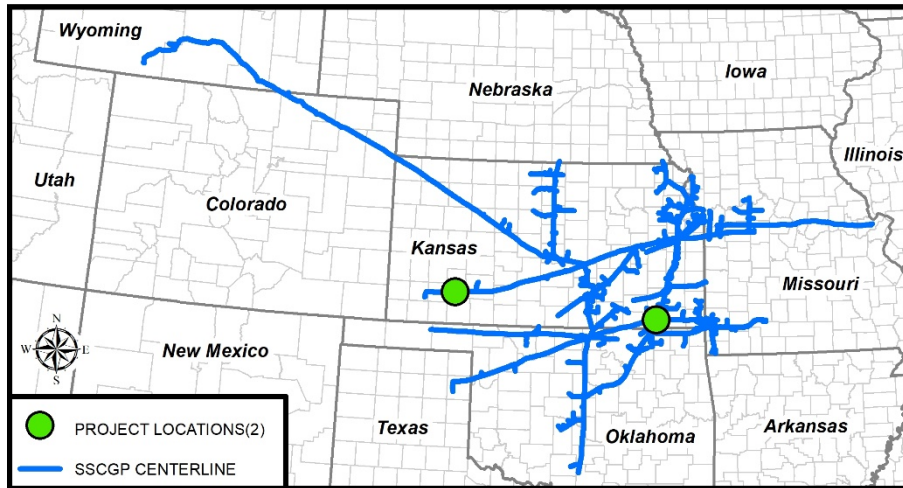 Wyoming
Nebraska
Iowa
Illinois
Utah
Colorado
Kansas
Missouri
N
W E
S
New Mexico
Texas
Oklahoma
Arkansas
PROJECT LOCATIONS(2)
SSCGP CENTERLINE